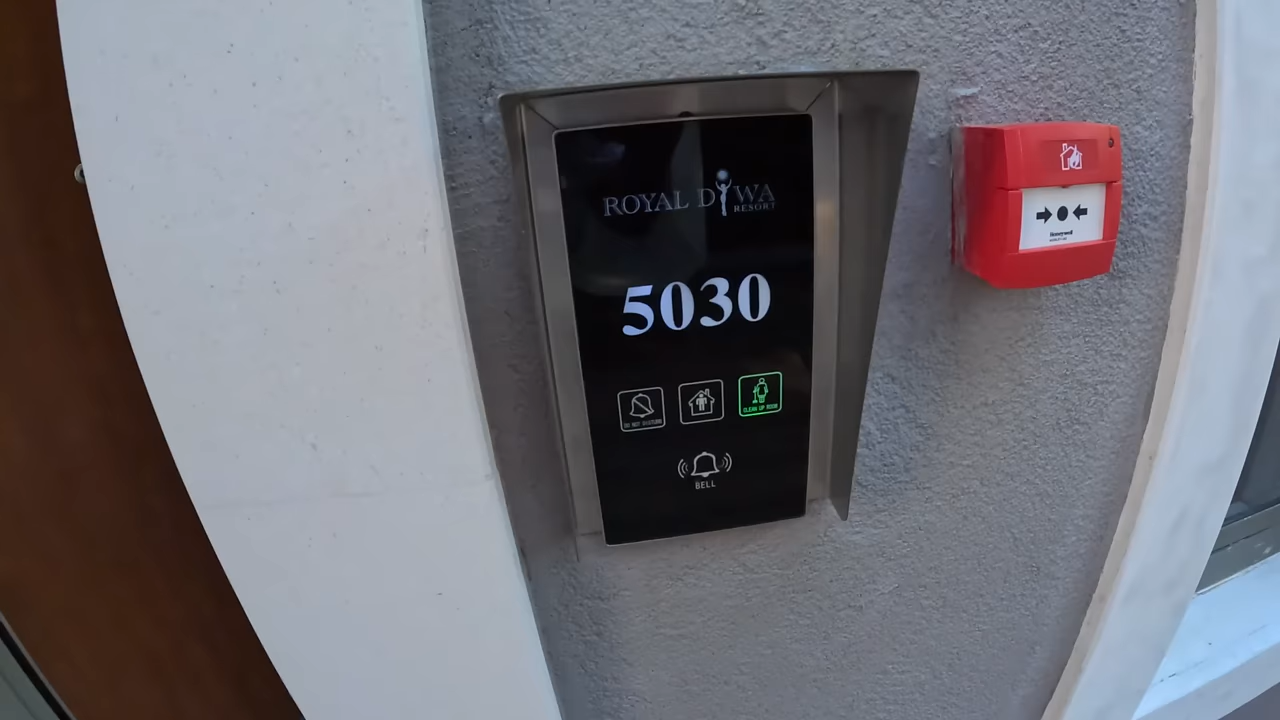 ROYAL DIWA
RESORT
5030
DO NOT DISTURB
CLEAN UP ROOM
BELL
Honeywell